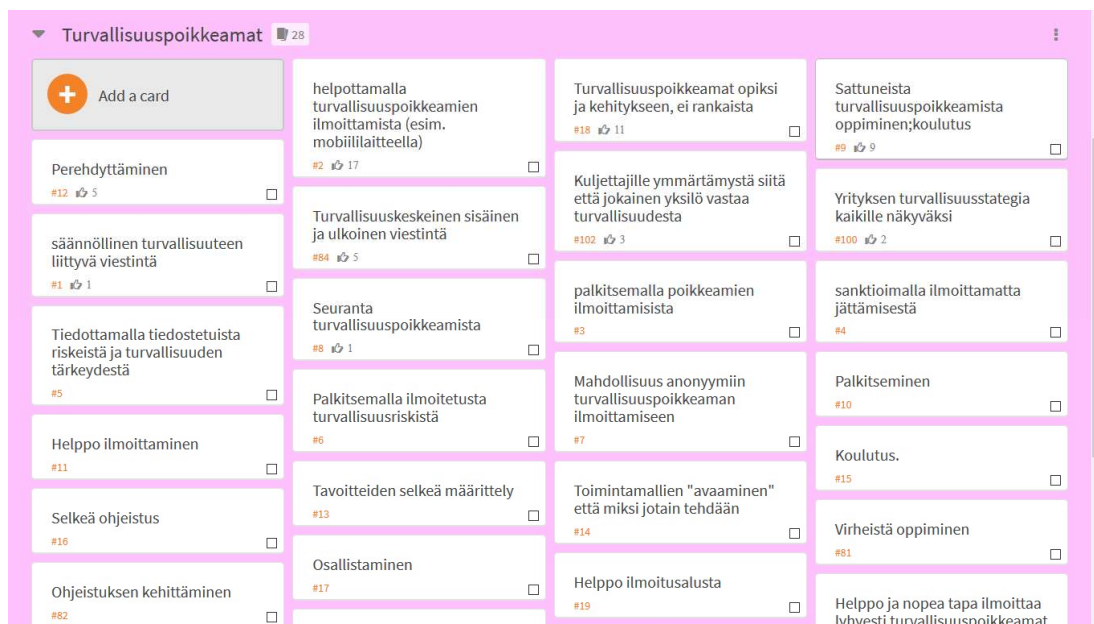 Turvallisuuspoikkeamat 28
Add a card
Perehdyttäminen
#12 5
säännöllinen turvallisuuteen
liittyvä viestintä
#1 1
Tiedottamalla tiedostetuista
riskeistä ja turvallisuuden
tärkeydestä
#5
Helppo ilmoittaminen
#11
Selkeä ohjeistus
#16
Ohjeistuksen kehittäminen
#82
helpottamalla
turvallisuuspoikkeamien
ilmoittamista (esim.
mobiililaitteella)
#2 17
Turvallisuuskeskeinen sisäinen
ja ulkoinen viestintä
#84 5
Seuranta
turvallisuuspoikkeamista
#8 1
Palkitsemalla ilmoitetusta
turvallisuusriskistä
#6
Tavoitteiden selkeä määrittely
#13
Osallistaminen
#17
Turvallisuuspoikkeamat opiksi
ja kehitykseen, ei rankaista
#18 11
Kuljettajille ymmärtämystä siitä
että jokainen yksilö vastaa
turvallisuudesta
#102 3
palkitsemalla poikkeamien
ilmoittamisista
#3
Mahdollisuus anonyymiin
turvallisuuspoikkeaman
ilmoittamiseen
#7
Toimintamallien "avaaminen"
että miksi jotain tehdään
#14
Helppo ilmoitusalusta
#19
Sattuneista
turvallisuuspoikkeamista
oppiminen;koulutus
#9 9
Yrityksen turvallisuusstategia
kaikille näkyväksi
#100 2
sanktioimalla ilmoittamatta
jättämisestä
#4
Palkitseminen
#10
Koulutus.
#15
Virheistä oppiminen
#81
Helppo ja nopea tapa ilmoittaa
lyhyesti turvallisuuspoikkeamat